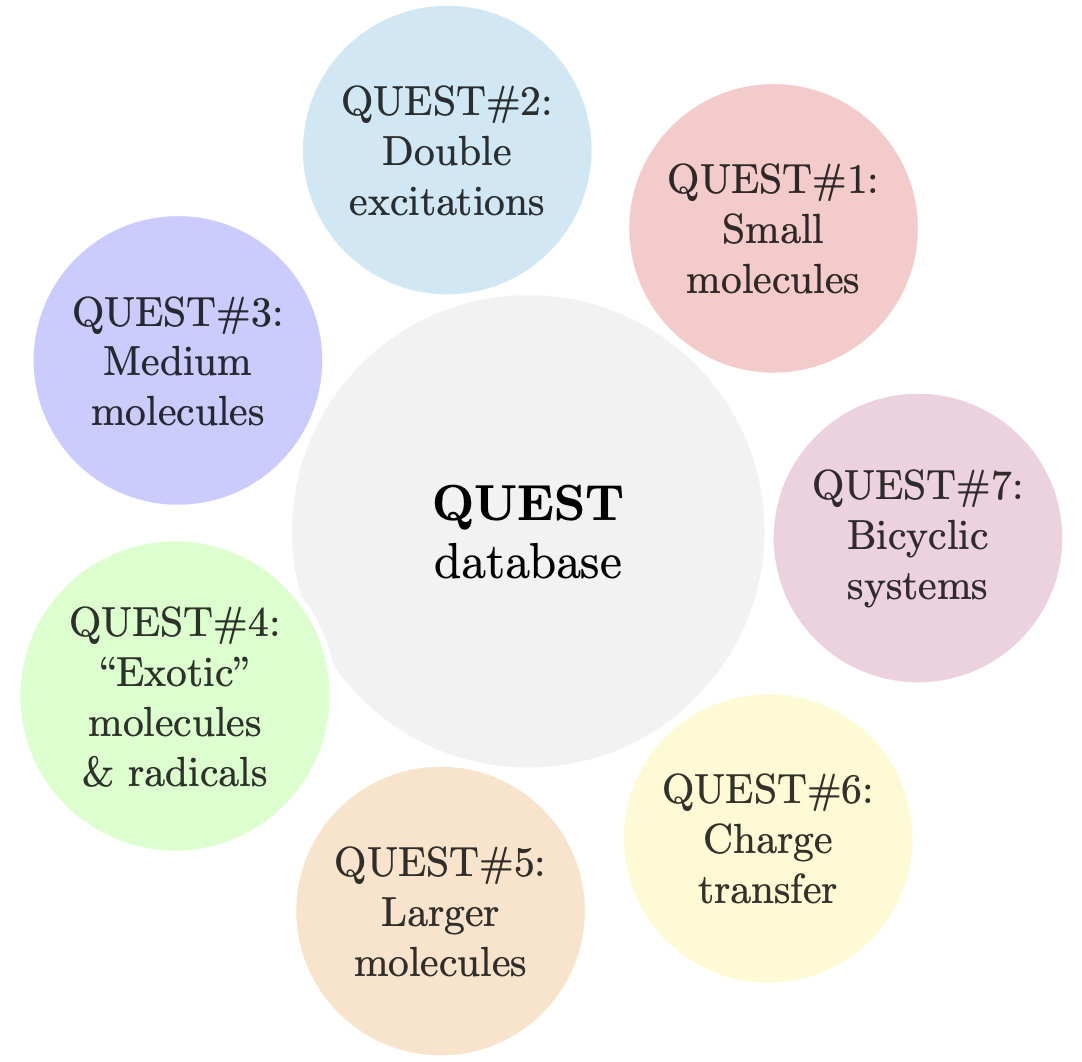 QUEST#2:
Double
excitations
QUEST#1:
Small
molecules
QUEST#3:
Medium
molecules
QUEST
database
QUEST#7:
Bicyclic
systems
QUEST#4:
“Exotic”
molecules
& radicals
QUEST#6:
Charge
transfer
QUEST#5:
Larger
molecules